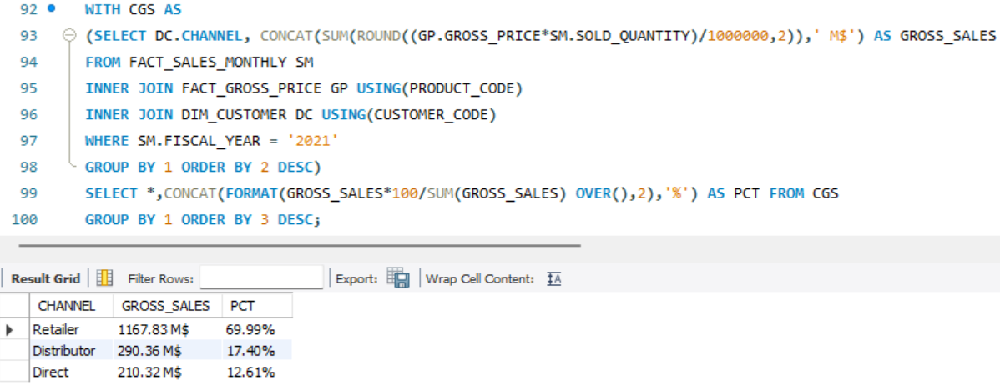 92 WITH CGS AS
93 (SELECT DC.CHANNEL, CONCAT(SUM(ROUND((GP.GROSS_PRICE*SM.SOLD_QUANTITY)/1000000,2)),' M$') AS GROSS_SALES
94 FROM FACT_SALES_MONTHLY SM
95 INNER JOIN FACT_GROSS_PRICE GP USING(PRODUCT_CODE)
96 INNER JOIN DIM_CUSTOMER DC USING(CUSTOMER_CODE)
97 WHERE SM.FISCAL_YEAR = '2021'
98 GROUP BY 1 ORDER BY 2 DESC)
99 SELECT *,CONCAT(FORMAT(GROSS_SALES*100/SUM(GROSS_SALES) OVER(),2),'%') AS PCT FROM CGS
100 GROUP BY 1 ORDER BY 3 DESC;
Result Grid Filter Rows: Export: Wrap Cell Content:
CHANNEL GROSS_SALES PCT
Retailer 1167.83 M$ 69.99%
Distributor 290.36 M$ 17.40%
Direct 210.32 M$ 12.61%